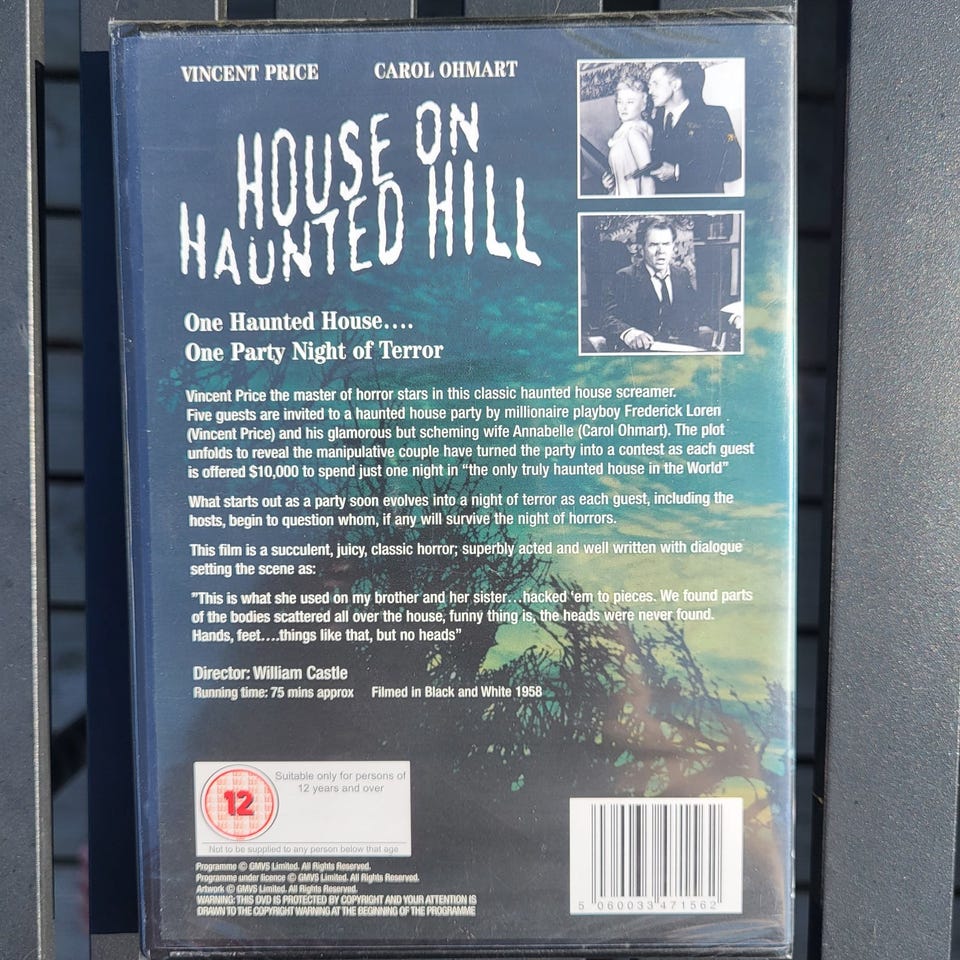 VINCENT PRICE CAROL OHMART
HOUSE ON
HAUNTED HILL
One Haunted House....
One Party Night of Terror
Vincent Price the master of horror stars in this classic haunted house screamer.
Five guests are invited to a haunted house party by millionaire playboy Frederick Loren
(Vincent Price) and his glamorous but scheming wife Annabelle (Carol Ohmart). The plot
unfolds to reveal the manipulative couple have turned the party into a contest as each guest
is offered $10,000 to spend just one night in “the only truly haunted house in the World”
What starts out as a party soon evolves into a night of terror as each guest, including the
hosts, begin to question whom, if any will survive the night of horrors.
This film is a succulent, juicy, classic horror; superbly acted and well written with dialogue
setting the scene as:
”This is what she used on my brother and her sister...hacked ‘em to pieces. We found parts
of the bodies scattered all over the house, funny thing is, the heads were never found.
Hands, feet....things like that, but no heads”
Director: William Castle
Running time: 75 mins approx Filmed in Black and White 1958
12
Suitable only for persons of
12 years and over
Not to be supplied to any person below that age
Programme © GMVS Limited. All Rights Reserved.
Programme under licence © GMVS Limited. All Rights Reserved.
Artwork © GMVS Limited. All Rights Reserved.
WARNING: THIS DVD IS PROTECTED BY COPYRIGHT AND YOUR ATTENTION IS
DRAWN TO THE COPYRIGHT WARNING AT THE BEGINNING OF THE PROGRAMME
5 060033 471562